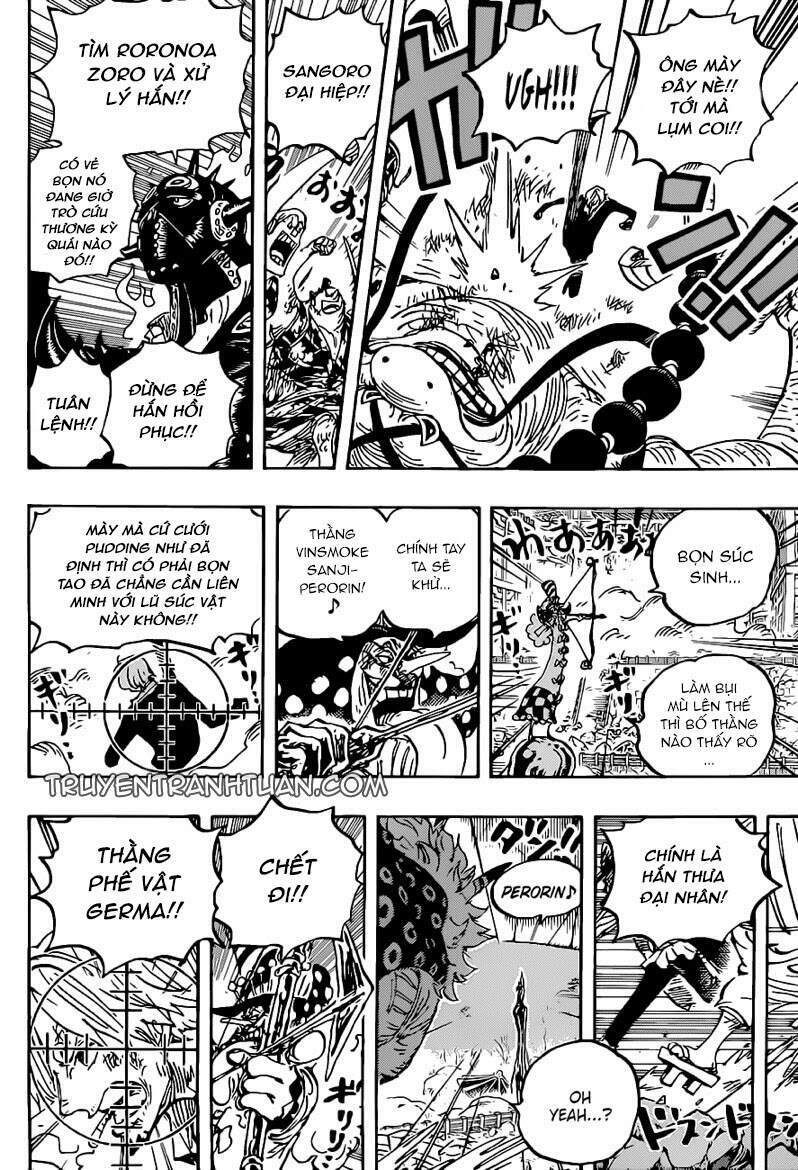 ÔNG MÀY
ĐÂY NÈ!!
TỚI MÀ
LỤM COI!!
UGH!!!
SANGORO
ĐẠI HIỆP!!
TÌM RORONOA
ZORO VÀ XỬ
LÝ HẮN!!
CÓ VẺ
BỌN NÓ
ĐANG GIỞ
TRÒ CỨU
THƯƠNG KỲ
QUÁI NÀO
ĐÓ!!
ĐỪNG ĐỂ
HẮN HỒI
PHỤC!!
TUÂN
LỆNH!!
BỌN SÚC
SINH...
LÀM BỤI
MÙ LÊN THẾ
THÌ BỐ THẰNG
NÀO THẤY RÕ
...
CHÍNH TAY
TA SẼ
KHỬ...
THẰNG
VINSMOKE
SANJI-
PERORIN!
♪
MÀY MÀ CỨ CƯỚI
PUDDING NHƯ ĐÃ
ĐỊNH THÌ CÓ PHẢI BỌN
TAO ĐÃ CHẲNG CẦN LIÊN
MINH VỚI LŨ SÚC VẬT
NÀY KHÔNG!!
TRUYENTRANHTUAN.COM
CHÍNH LÀ
HẮN THƯA
ĐẠI NHÂN!
PERORIN♪
OH
YEAH...?
CHẾT
ĐI!!
THẰNG
PHẾ VẬT
GERMA!!